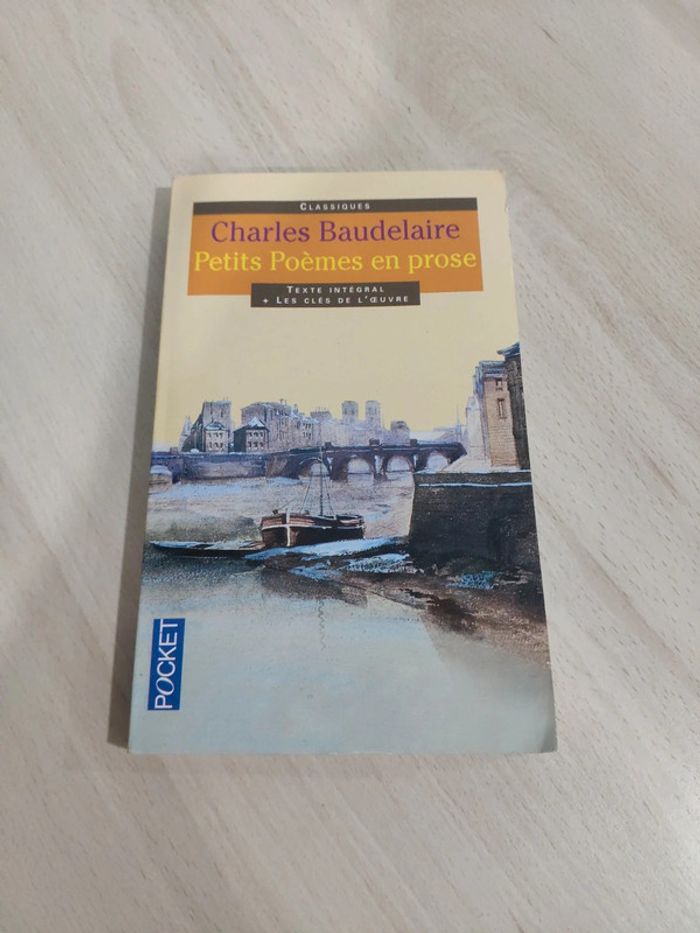 CLASSIQUES
Charles Baudelaire
Petits Poèmes en prose
TEXTE INTÉGRAL
+ LES CLÉS DE L'ŒUVRE
POCKET